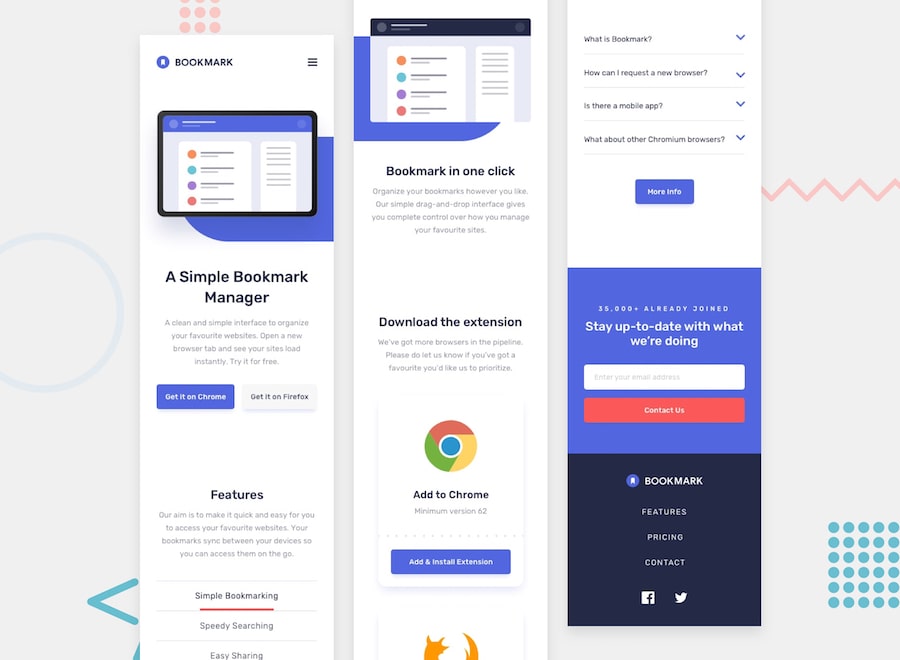 BOOKMARK
A Simple Bookmark
Manager
A clean and simple interface to organize
your favourite websites. Open a new
browser tab and see your sites load
instantly. Try it for free.
Get it on Chrome
Get it on Firefox
Features
Our aim is to make it quick and easy for you
to access your favourite websites. Your
bookmarks sync between your devices so
you can access them on the go.
Simple Bookmarking
Speedy Searching
Easy Sharing
Bookmark in one click
Organize your bookmarks however you like.
Our simple drag-and-drop interface gives
you complete control over how you manage
your favourite sites.
Download the extension
We've got more browsers in the pipeline.
Please do let us know if you've got a
favourite you'd like us to prioritize.
Add to Chrome
Minimum version 62
Add & Install Extension
What is Bookmark?
How can I request a new browser?
Is there a mobile app?
What about other Chromium browsers?
More Info
35,000+ ALREADY JOINED
Stay up-to-date with what
we're doing
Enter your email address
Contact Us
BOOKMARK
FEATURES
PRICING
CONTACT